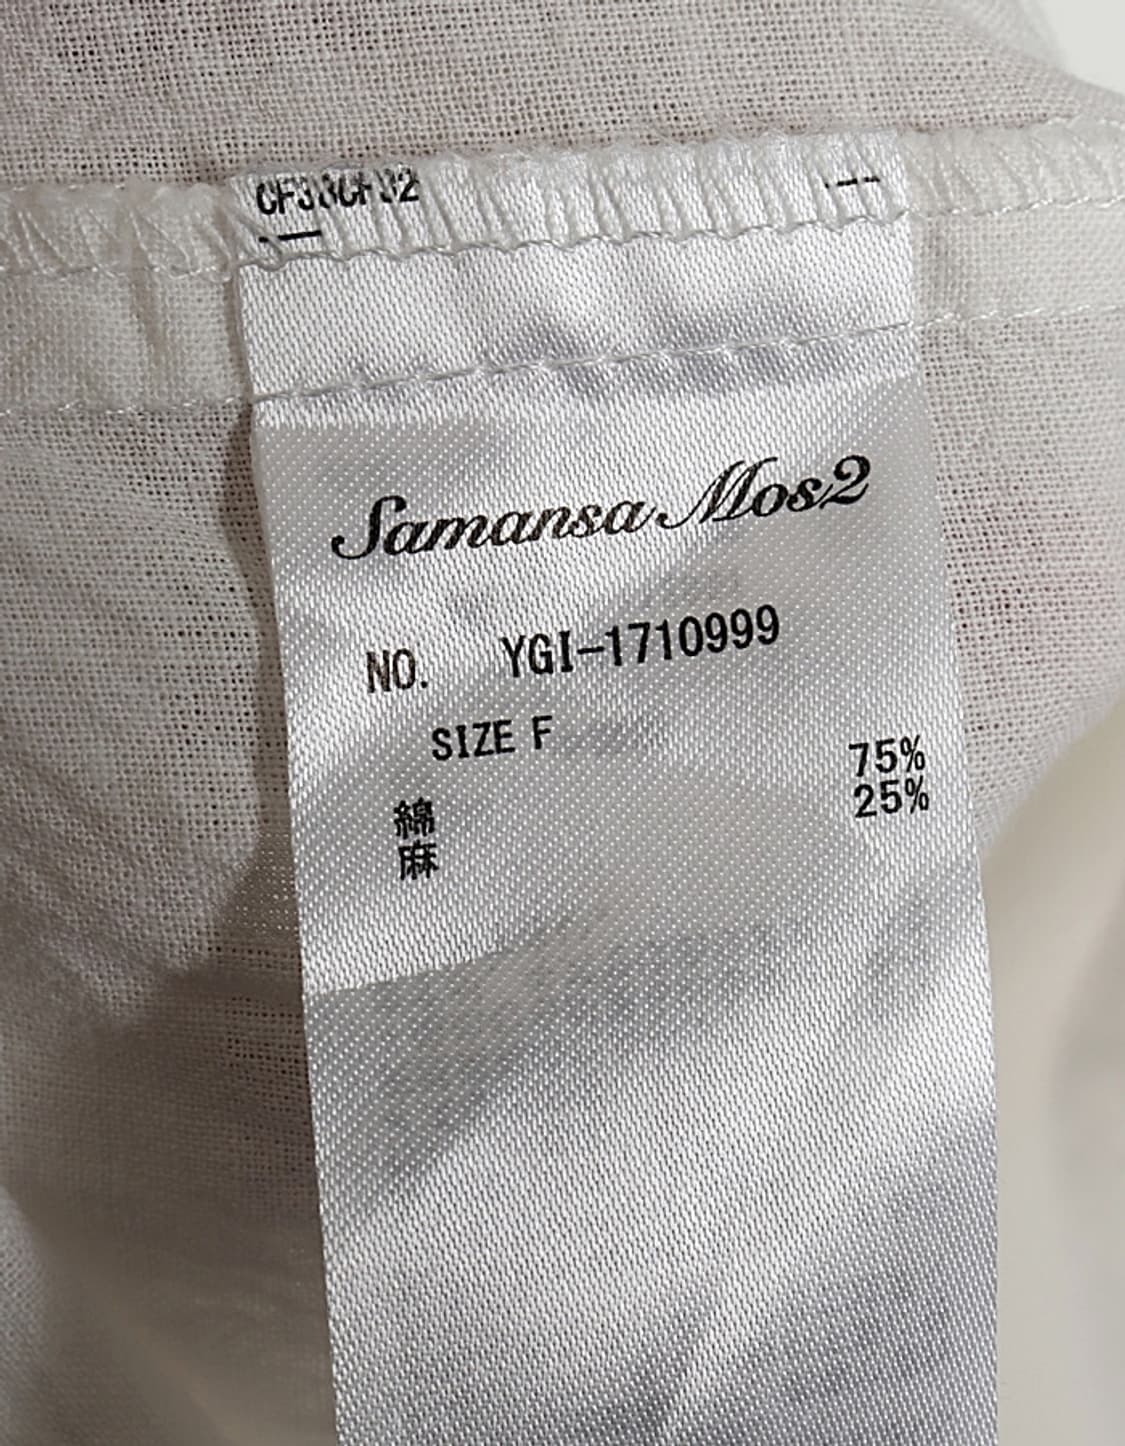 Samansa Mos2
NO. YGI-1710999
SIZE F
綿 75%
麻 25%